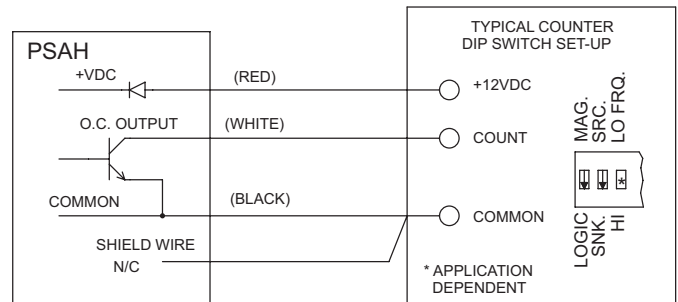 PSAH
+VDC
(RED)
O.C. OUTPUT
(WHITE)
COMMON
(BLACK)
SHIELD WIRE
N/C
TYPICAL COUNTER
DIP SWITCH SET-UP
+12VDC
COUNT
COMMON
MAG.
SRC.
LO FRQ.
*
LOGIC
SNK.
HI
* APPLICATION
DEPENDENT